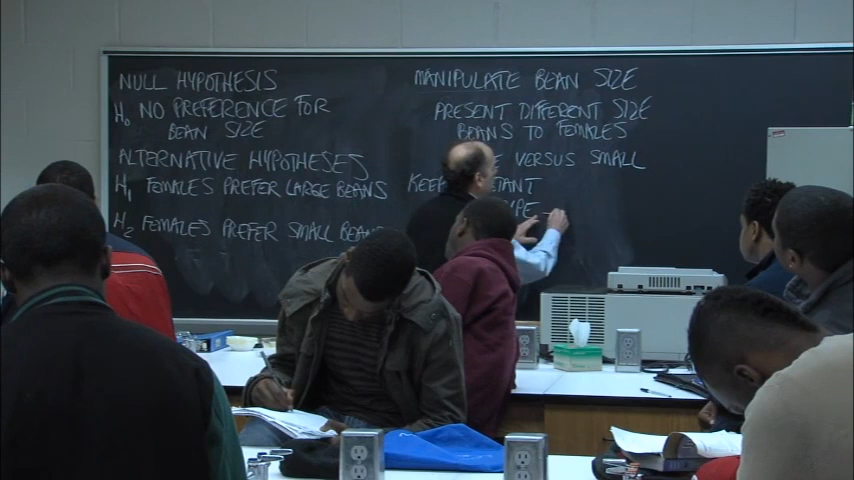 NULL HYPOTHESIS
H0 NO PREFERENCE FOR
BEAN SIZE
ALTERNATIVE HYPOTHESES
H1 FEMALES PREFER LARGE BEANS
H2 FEMALES PREFER SMALL
MANIPULATE BEAN SIZE
PRESENT DIFFERENT SIZE
BEANS TO FEMALES
VERSUS SMALL
KEEP